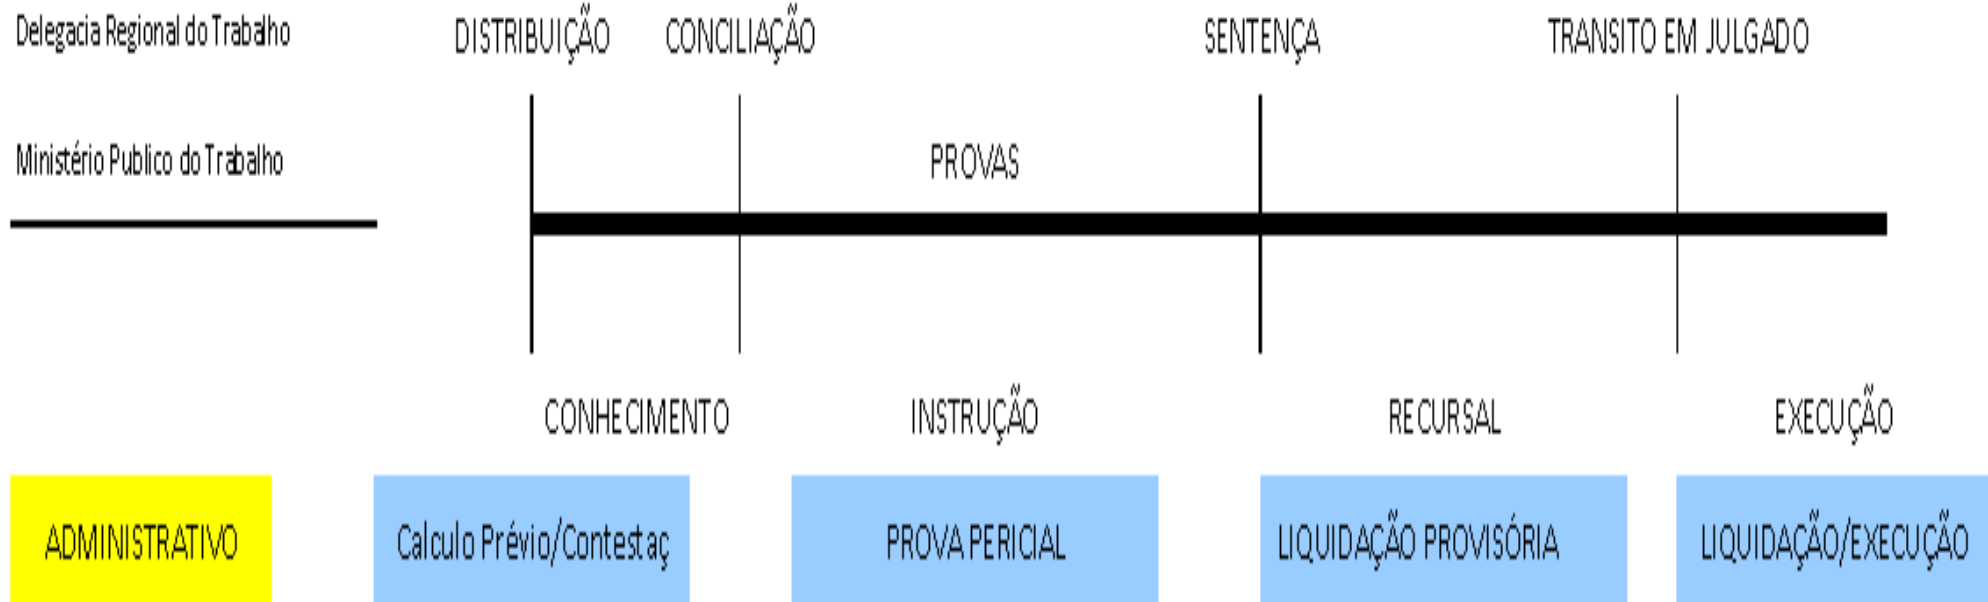 Delegacia Regional do Trabalho
DISTRIBUIÇÃO
CONCILIAÇÃO
SENTENÇA
TRANSITO EM JULGADO
Ministério Publico do Trabalho
PROVAS
CONHECIMENTO
INSTRUÇÃO
RECURSAL
EXECUÇÃO
ADMINISTRATIVO
Calculo Prévio/Contestaç
PROVA PERICIAL
LIQUIDAÇÃO PROVISÓRIA
LIQUIDAÇÃO/EXECUÇÃO